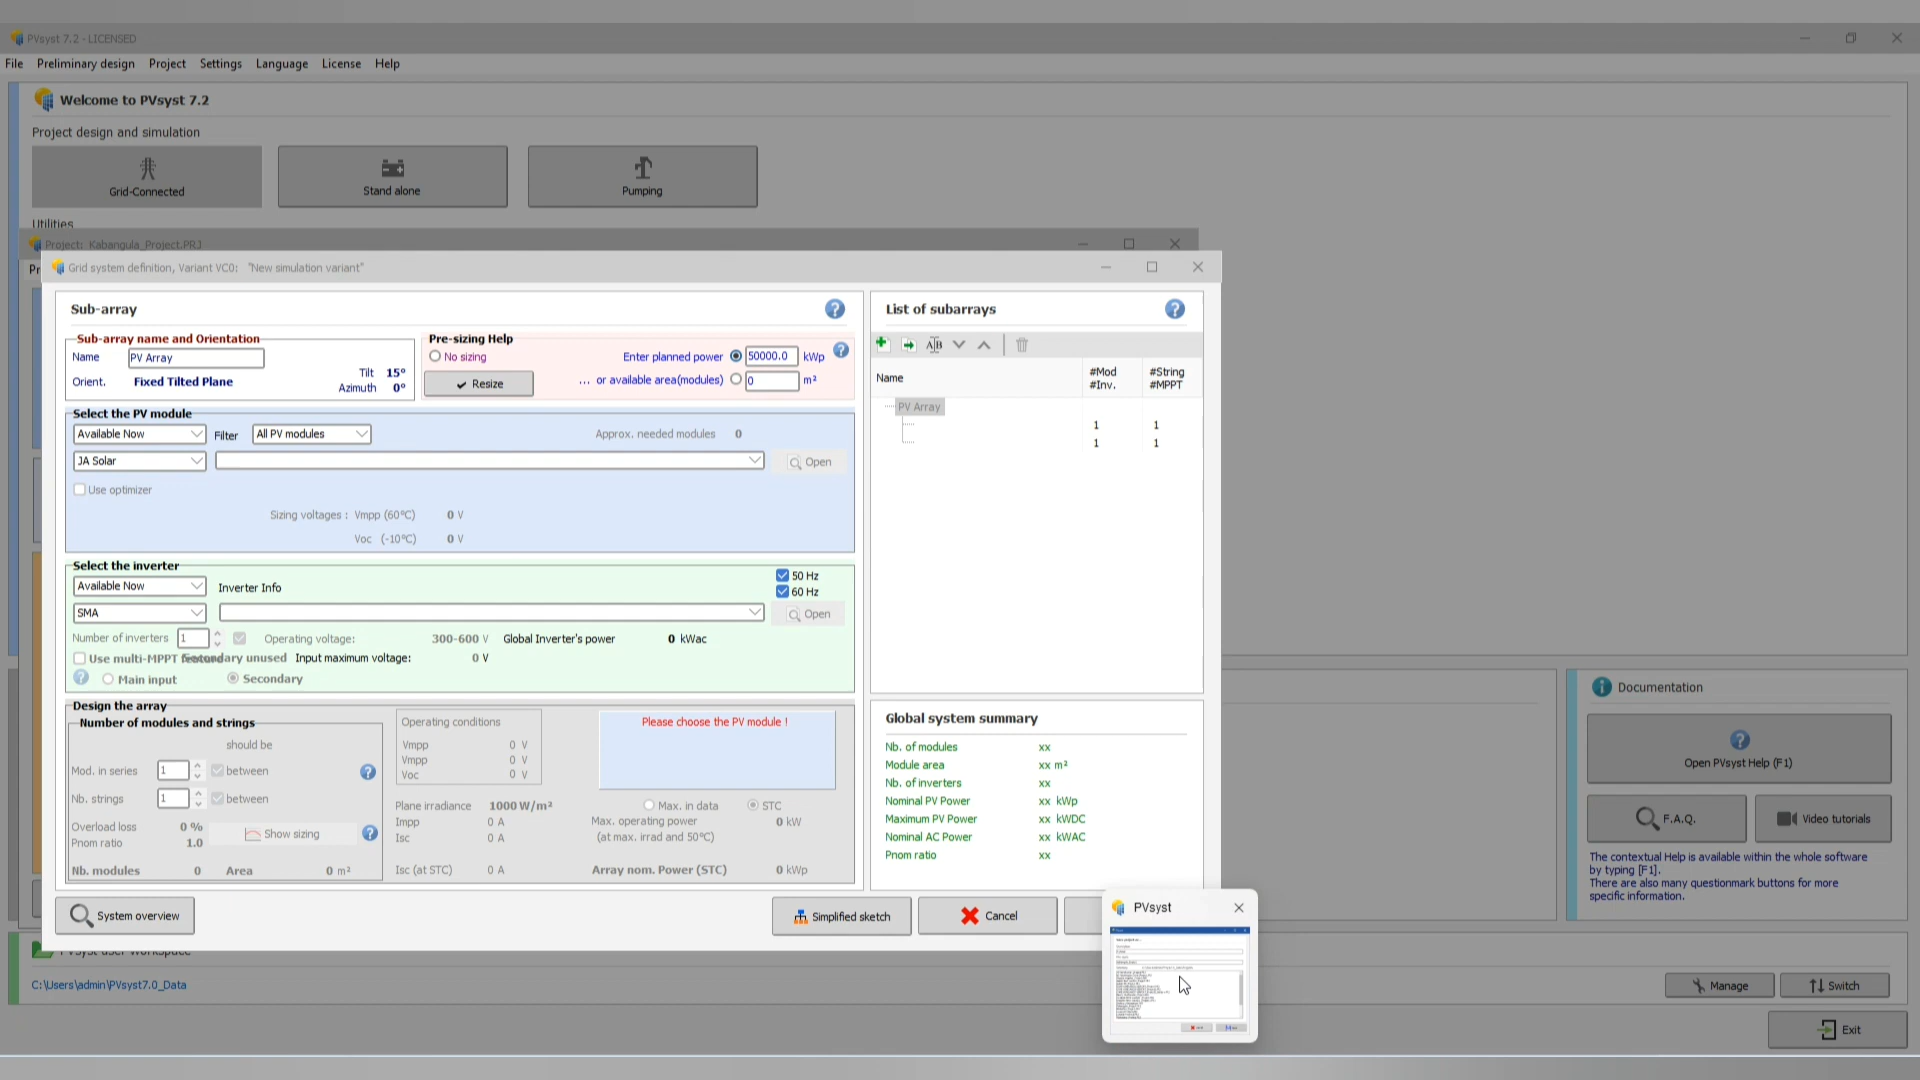 PVsyst 7.2 - LICENSED
File Preliminary design Project Settings Language License Help
Welcome to PVsyst 7.2
Project design and simulation
Grid-Connected
Stand alone
Pumping
Utilities
Project: Kabangula_Project.PRJ
Pr
Grid system definition, Variant VC0: "New simulation variant"
Sub-array
Sub-array name and Orientation
Name PV Array
Orient. Fixed Tilted Plane
Tilt 15°
Azimuth 0°
Pre-sizing Help
No sizing
Enter planned power 50000.0 kWp
Resize
... or available area(modules) 0 m²
Select the PV module
Available Now Filter All PV modules Approx. needed modules 0
JA Solar Open
Use optimizer
Sizing voltages : Vmpp (60°C) 0 V
Voc (-10°C) 0 V
Select the inverter
Available Now Inverter Info
50 Hz
60 Hz
SMA Open
Number of inverters 1 Operating voltage: 300-600 V Global Inverter's power 0 kWac
Use multi-MPPT feature Secondary unused Input maximum voltage: 0 V
Main input Secondary
Design the array
Number of modules and strings
should be
Mod. in series 1 between
Nb. strings 1 between
Overload loss 0 %
Pnom ratio 1.0
Show sizing
Nb. modules 0 Area 0 m²
Operating conditions
Vmpp 0 V
Vmpp 0 V
Voc 0 V
Plane irradiance 1000 W/m²
Impp 0 A
Isc 0 A
Isc (at STC) 0 A
Please choose the PV module !
Max. in data STC
Max. operating power 0 kW
(at max. irrad and 50°C)
Array nom. Power (STC) 0 kWp
List of subarrays
Name
#Mod
#Inv.
#String
#MPPT
PV Array
1 1
1 1
Global system summary
Nb. of modules xx
Module area xx m²
Nb. of inverters xx
Nominal PV Power xx kWp
Maximum PV Power xx kWDC
Nominal AC Power xx kWAC
Pnom ratio xx
System overview
Simplified sketch
Cancel
PVsyst
PVsyst user workspace
C:\Users\admin\PVsyst7.0_Data
Documentation
Open PVsyst Help (F1)
F.A.Q.
Video tutorials
The contextual Help is available within the whole software
by typing [F1].
There are also many questionmark buttons for more
specific information.
Manage
Switch
Exit